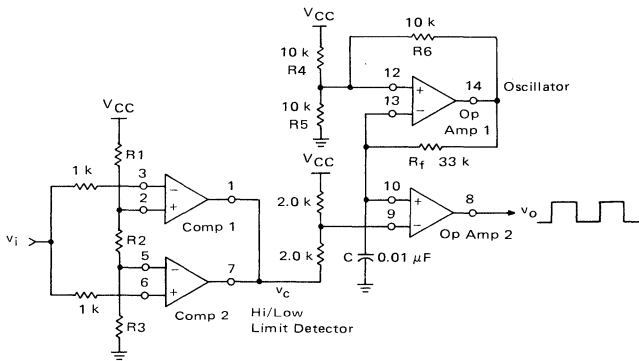 VCC
10 k
R4
10 k
R6
12
+
13
−
14
Op
Amp 1
Oscillator
10 k
R5
Rf 33 k
VCC
R1
1 k
3
−
2
+
1
Comp 1
vi
R2
5
−
6
+
7
Comp 2
1 k
R3
VCC
2.0 k
2.0 k
vc
Hi/Low
Limit Detector
10
+
9
−
8
Op Amp 2
vo
C
0.01 μF